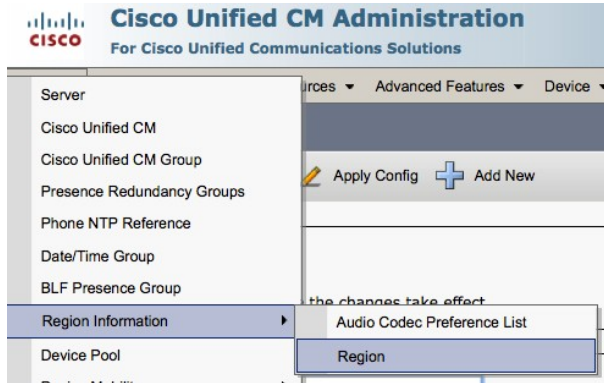 Cisco Unified CM Administration
CISCO
For Cisco Unified Communications Solutions
Advanced Features
Device
Server
Cisco Unified CM
Cisco Unified CM Group
Apply Config
Add New
Presence Redundancy Groups
Phone NTP Reference
Date/Time Group
BLF Presence Group
the changes take effect
Region Information
Audio Codec Preference List
Device Pool
Region